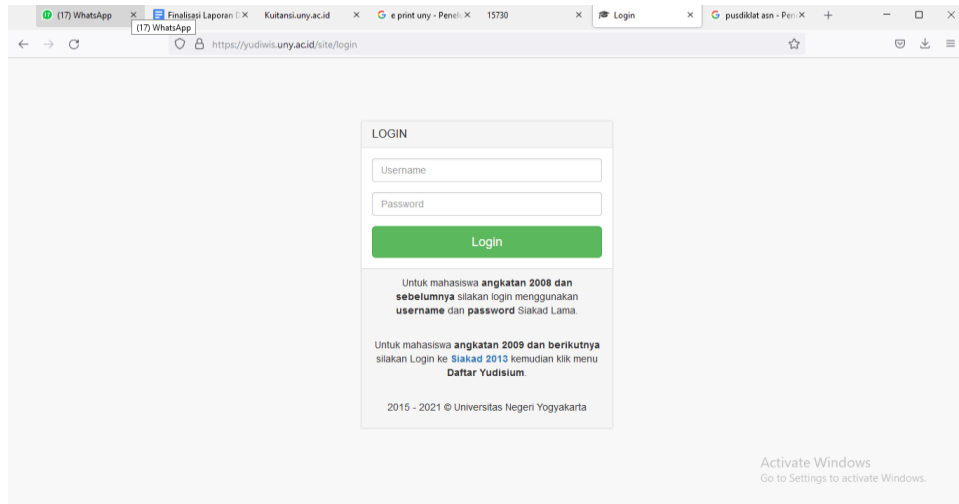 (17) WhatsApp
Finalisasi Laporan D
Kuitansi.uny.ac.id
e print uny - Penelu
15730
Login
pusdiklat asn - Pen
(17) WhatsApp
https://yudiwis.uny.ac.id/site/login
LOGIN
Username
Password
Login
Untuk mahasiswa angkatan 2008 dan
sebelumnya silakan login menggunakan
username dan password Siakad Lama.
Untuk mahasiswa angkatan 2009 dan berikutnya
silakan Login ke Siakad 2013 kemudian klik menu
Daftar Yudisium.
2015 - 2021 © Universitas Negeri Yogyakarta
Activate Windows
Go to Settings to activate Windows.